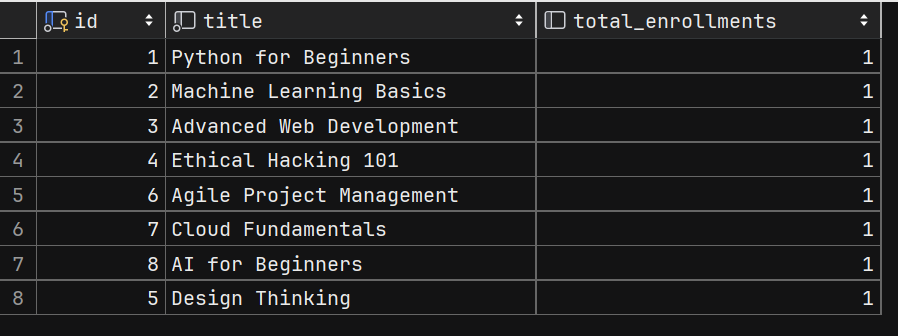 id title total_enrollments
1 1 Python for Beginners 1
2 2 Machine Learning Basics 1
3 3 Advanced Web Development 1
4 4 Ethical Hacking 101 1
5 6 Agile Project Management 1
6 7 Cloud Fundamentals 1
7 8 AI for Beginners 1
8 5 Design Thinking 1